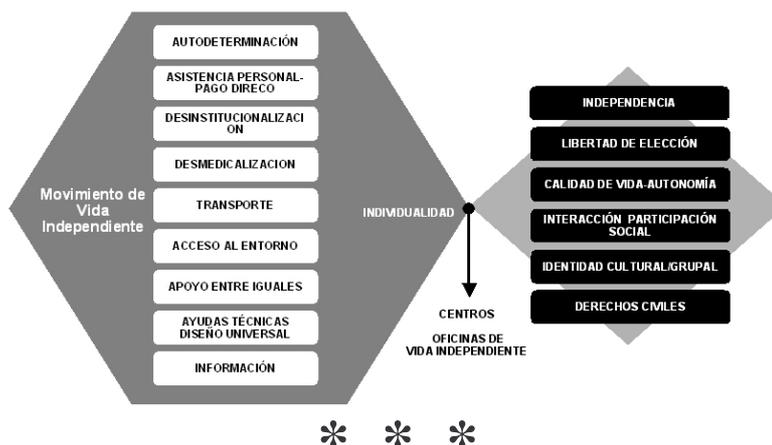 Movimiento de
Vida
Independiente
AUTODETERMINACIÓN
ASISTENCIA PERSONAL-
PAGO DIRECO
DESINSTITUCIONALIZACI
ON
DESMEDICALIZACION
TRANSPORTE
ACCESO AL ENTORNO
APOYO ENTRE IGUALES
AYUDAS TÉCNICAS
DISEÑO UNIVERSAL
INFORMACIÓN
INDIVIDUALIDAD
CENTROS
OFICINAS DE
VIDA INDEPENDIENTE
INDEPENDENCIA
LIBERTAD DE ELECCIÓN
CALIDAD DE VIDA-AUTONOMÍA
INTERACCIÓN PARTICIPACIÓN
SOCIAL
IDENTIDAD CULTURAL/GRUPAL
DERECHOS CIVILES
* * *